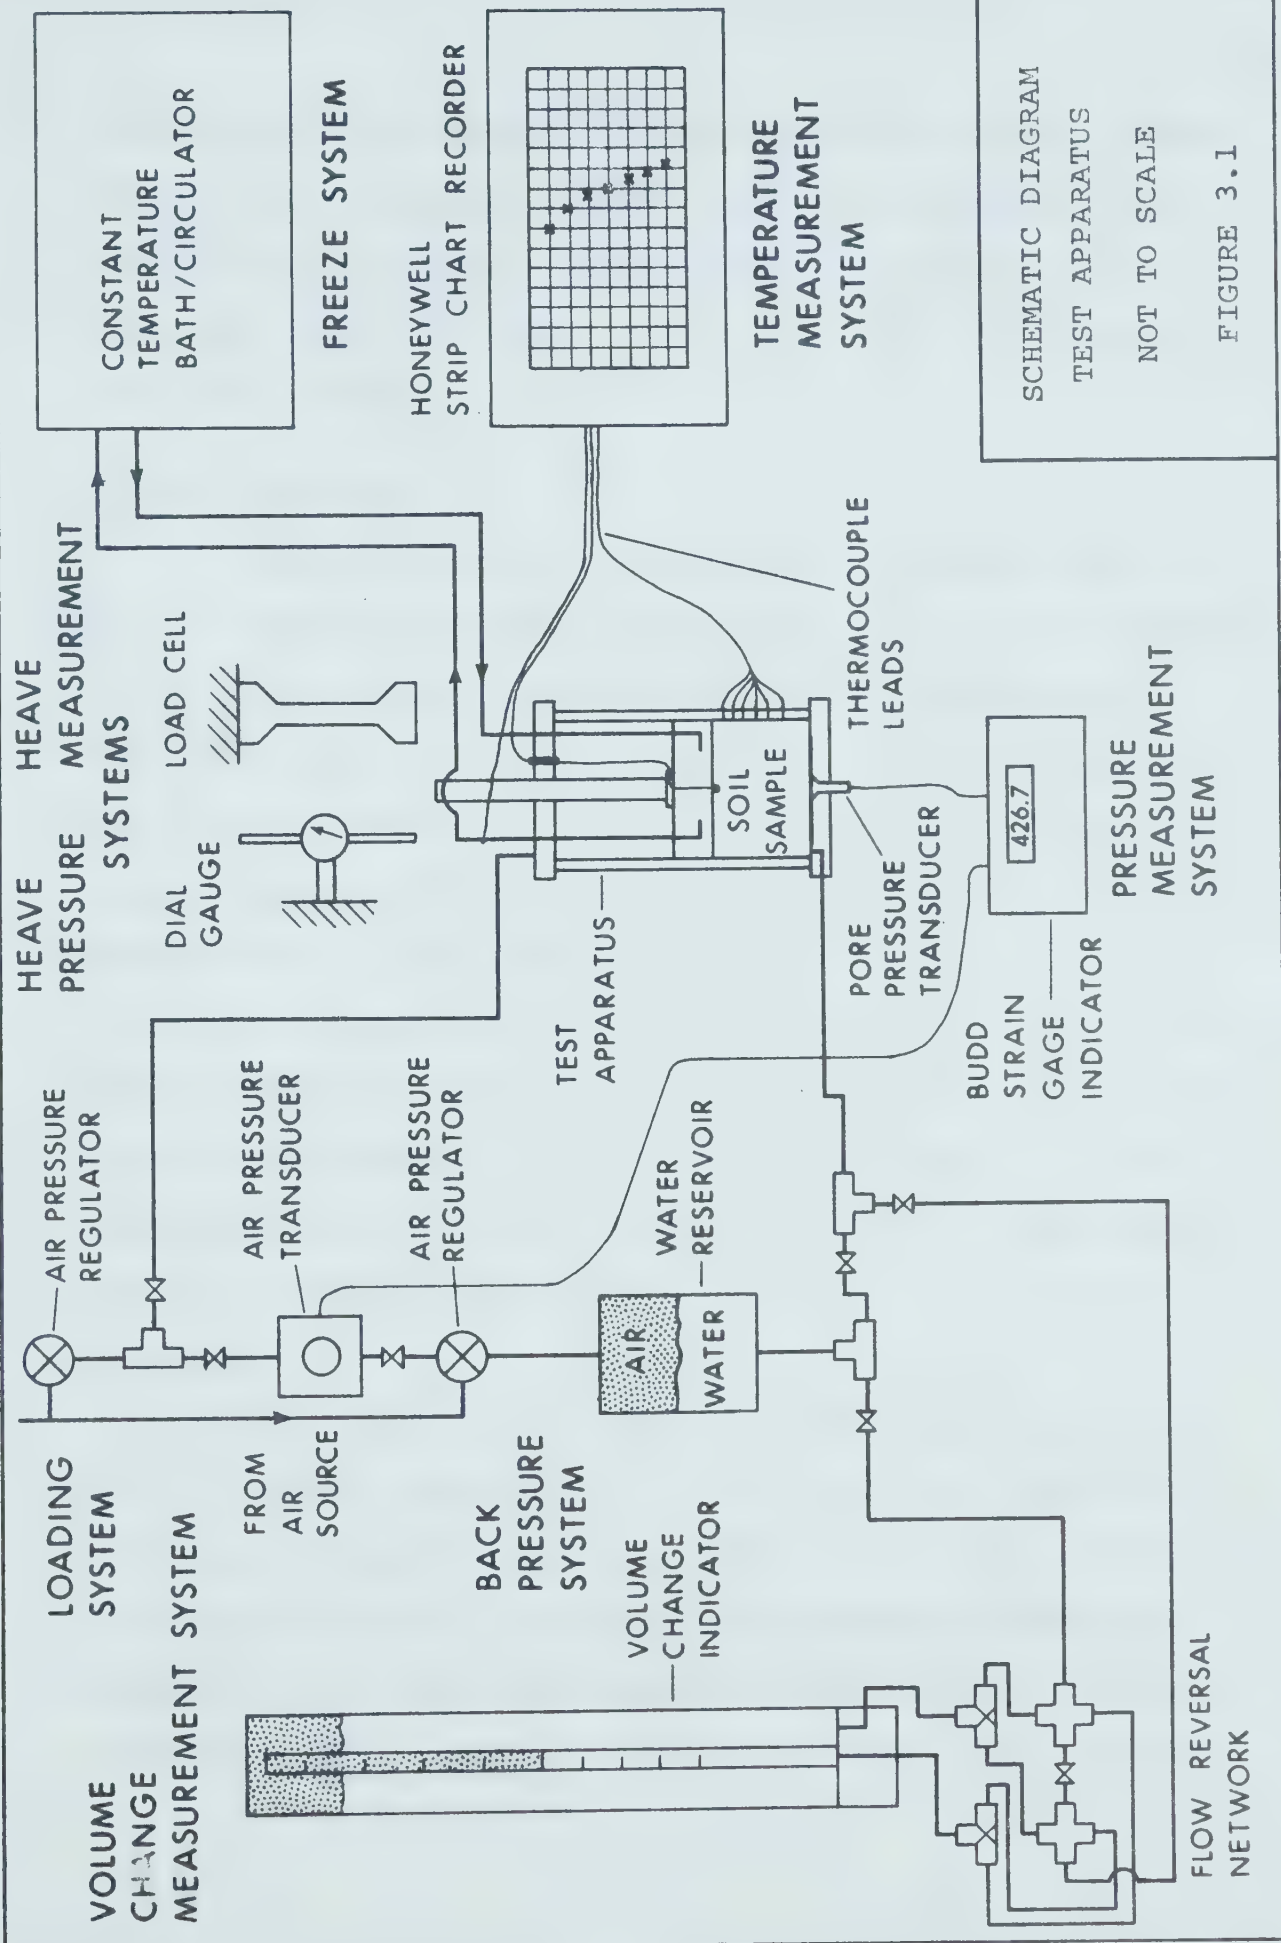 VOLUME
CHANGE
MEASUREMENT SYSTEM
LOADING
SYSTEM
AIR PRESSURE
REGULATOR
HEAVE HEAVE
PRESSURE MEASUREMENT
SYSTEMS
DIAL
GAUGE
LOAD CELL
CONSTANT
TEMPERATURE
BATH/CIRCULATOR
FREEZE SYSTEM
FROM
AIR
SOURCE
AIR PRESSURE
TRANSDUCER
AIR PRESSURE
REGULATOR
HONEYWELL
STRIP CHART RECORDER
BACK
PRESSURE
SYSTEM
TEST
APPARATUS
VOLUME
CHANGE
INDICATOR
AIR
WATER
WATER
RESERVOIR
SOIL
SAMPLE
TEMPERATURE
MEASUREMENT
SYSTEM
PORE
PRESSURE
TRANSDUCER
THERMOCOUPLE
LEADS
BUDD
STRAIN
GAGE
INDICATOR
426.7
PRESSURE
MEASUREMENT
SYSTEM
FLOW REVERSAL
NETWORK
SCHEMATIC DIAGRAM
TEST APPARATUS
NOT TO SCALE
FIGURE 3.1